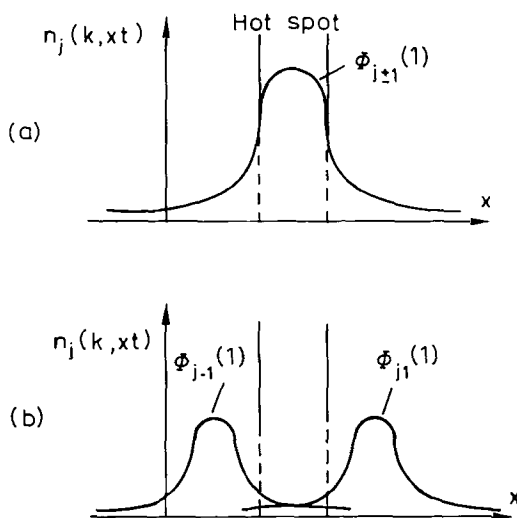 n_j(k,xt)
Hot spot
Φ_{j±1}(1)
(a)
x
n_j(k,xt)
Φ_{j-1}(1)
Φ_{j1}(1)
(b)
x